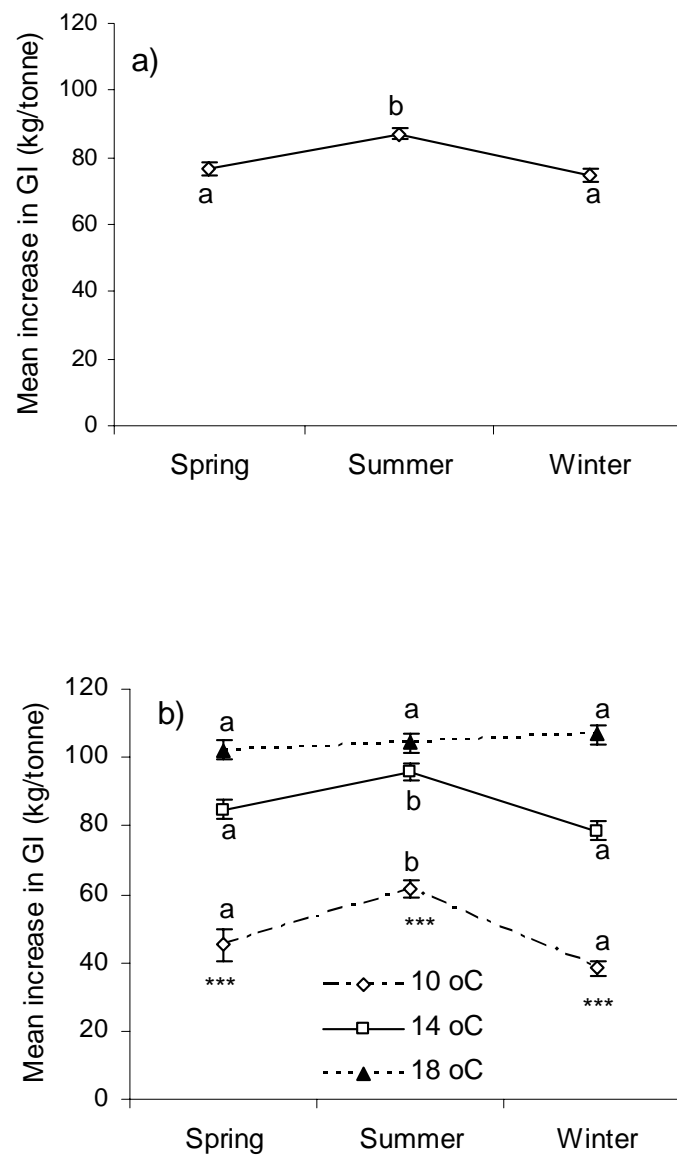 120
a)
100
b
80
a
a
60
40
20
0
Mean increase in GI (kg/tonne)
Spring Summer Winter
120
b)
a a a
100
b
a
a
80
60
b
a
a
40
***
***
***
20
0
10 oC
14 oC
18 oC
Mean increase in GI (kg/tonne)
Spring Summer Winter